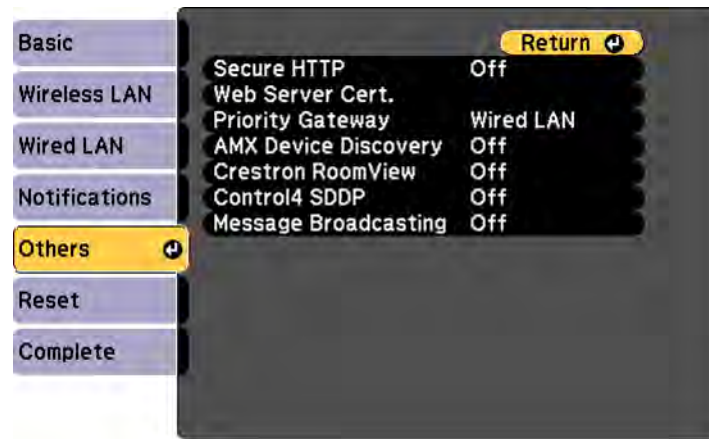 Basic
Wireless LAN
Wired LAN
Notifications
Others
Reset
Complete
Return
Secure HTTP Off
Web Server Cert.
Priority Gateway Wired LAN
AMX Device Discovery Off
Crestron RoomView Off
Control4 SDDP Off
Message Broadcasting Off